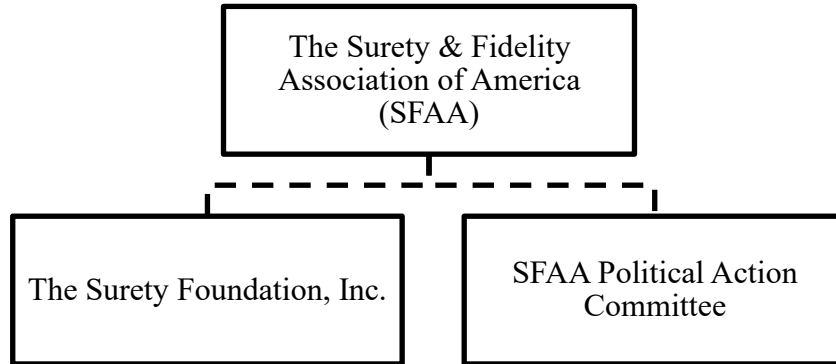 The Surety & Fidelity
Association of America
(SFAA)
The Surety Foundation, Inc.
SFAA Political Action
Committee